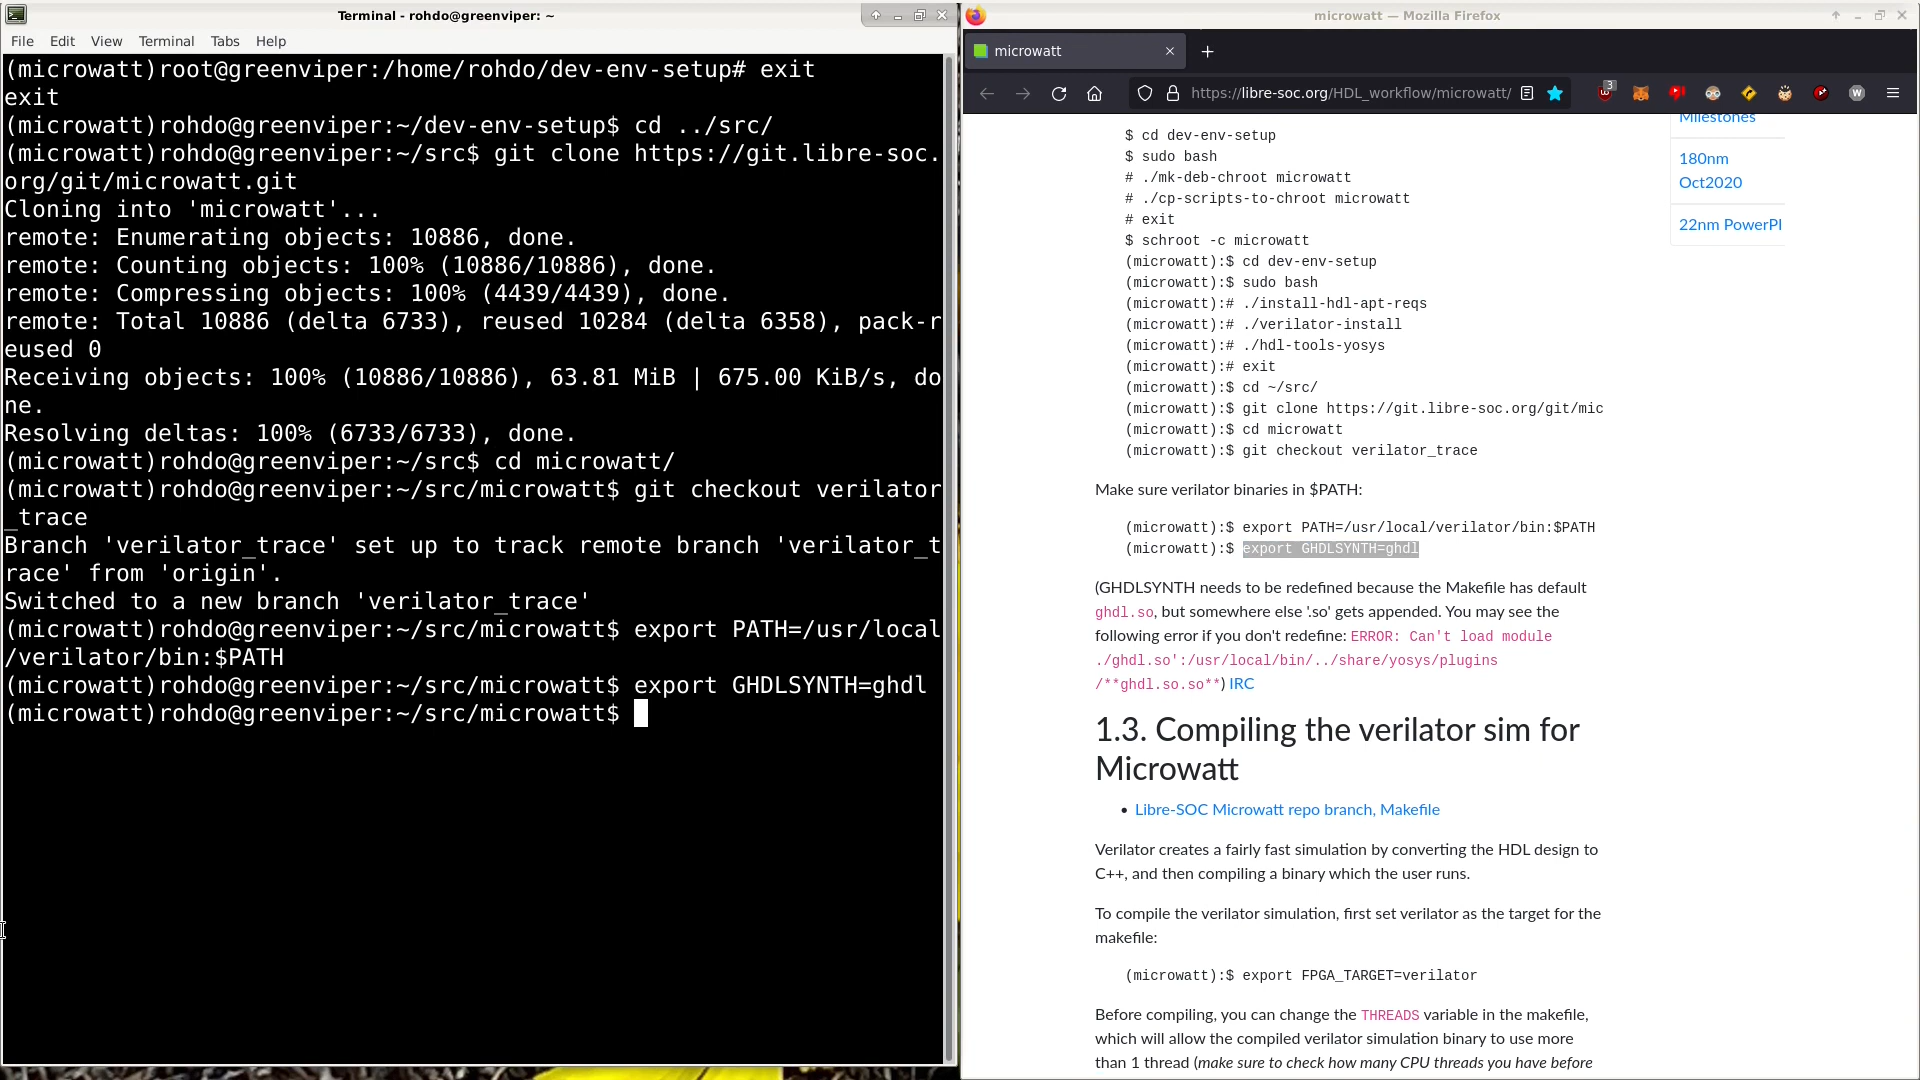 Terminal - rohdo@greenviper: ~
File Edit View Terminal Tabs Help
(microwatt)root@greenviper:/home/rohdo/dev-env-setup# exit
exit
(microwatt)rohdo@greenviper:~/dev-env-setup$ cd ../src/
(microwatt)rohdo@greenviper:~/src$ git clone https://git.libre-soc.
org/git/microwatt.git
Cloning into 'microwatt'...
remote: Enumerating objects: 10886, done.
remote: Counting objects: 100% (10886/10886), done.
remote: Compressing objects: 100% (4439/4439), done.
remote: Total 10886 (delta 6733), reused 10284 (delta 6358), pack-r
eused 0
Receiving objects: 100% (10886/10886), 63.81 MiB | 675.00 KiB/s, do
ne.
Resolving deltas: 100% (6733/6733), done.
(microwatt)rohdo@greenviper:~/src$ cd microwatt/
(microwatt)rohdo@greenviper:~/src/microwatt$ git checkout verilator
_trace
Branch 'verilator_trace' set up to track remote branch 'verilator_t
race' from 'origin'.
Switched to a new branch 'verilator_trace'
(microwatt)rohdo@greenviper:~/src/microwatt$ export PATH=/usr/local
/verilator/bin:$PATH
(microwatt)rohdo@greenviper:~/src/microwatt$ export GHDLSYNTH=ghdl
(microwatt)rohdo@greenviper:~/src/microwatt$
microwatt — Mozilla Firefox
microwatt
https://libre-soc.org/HDL_workflow/microwatt/
3
W
$ cd dev-env-setup
$ sudo bash
# ./mk-deb-chroot microwatt
# ./cp-scripts-to-chroot microwatt
# exit
$ schroot -c microwatt
(microwatt):$ cd dev-env-setup
(microwatt):$ sudo bash
(microwatt):# ./install-hdl-apt-reqs
(microwatt):# ./verilator-install
(microwatt):# ./hdl-tools-yosys
(microwatt):# exit
(microwatt):$ cd ~/src/
(microwatt):$ git clone https://git.libre-soc.org/git/mic
(microwatt):$ cd microwatt
(microwatt):$ git checkout verilator_trace
Make sure verilator binaries in $PATH:
(microwatt):$ export PATH=/usr/local/verilator/bin:$PATH
(microwatt):$ export GHDLSYNTH=ghdl
(GHDLSYNTH needs to be redefined because the Makefile has default
ghdl.so, but somewhere else '.so' gets appended. You may see the
following error if you don't redefine: ERROR: Can't load module
./ghdl.so':/usr/local/bin/../share/yosys/plugins
/**ghdl.so.so**) IRC
1.3. Compiling the verilator sim for
Microwatt
• Libre-SOC Microwatt repo branch, Makefile
Verilator creates a fairly fast simulation by converting the HDL design to
C++, and then compiling a binary which the user runs.
To compile the verilator simulation, first set verilator as the target for the
makefile:
(microwatt):$ export FPGA_TARGET=verilator
Before compiling, you can change the THREADS variable in the makefile,
which will allow the compiled verilator simulation binary to use more
than 1 thread (make sure to check how many CPU threads you have before
Milestones
180nm
Oct2020
22nm PowerPI